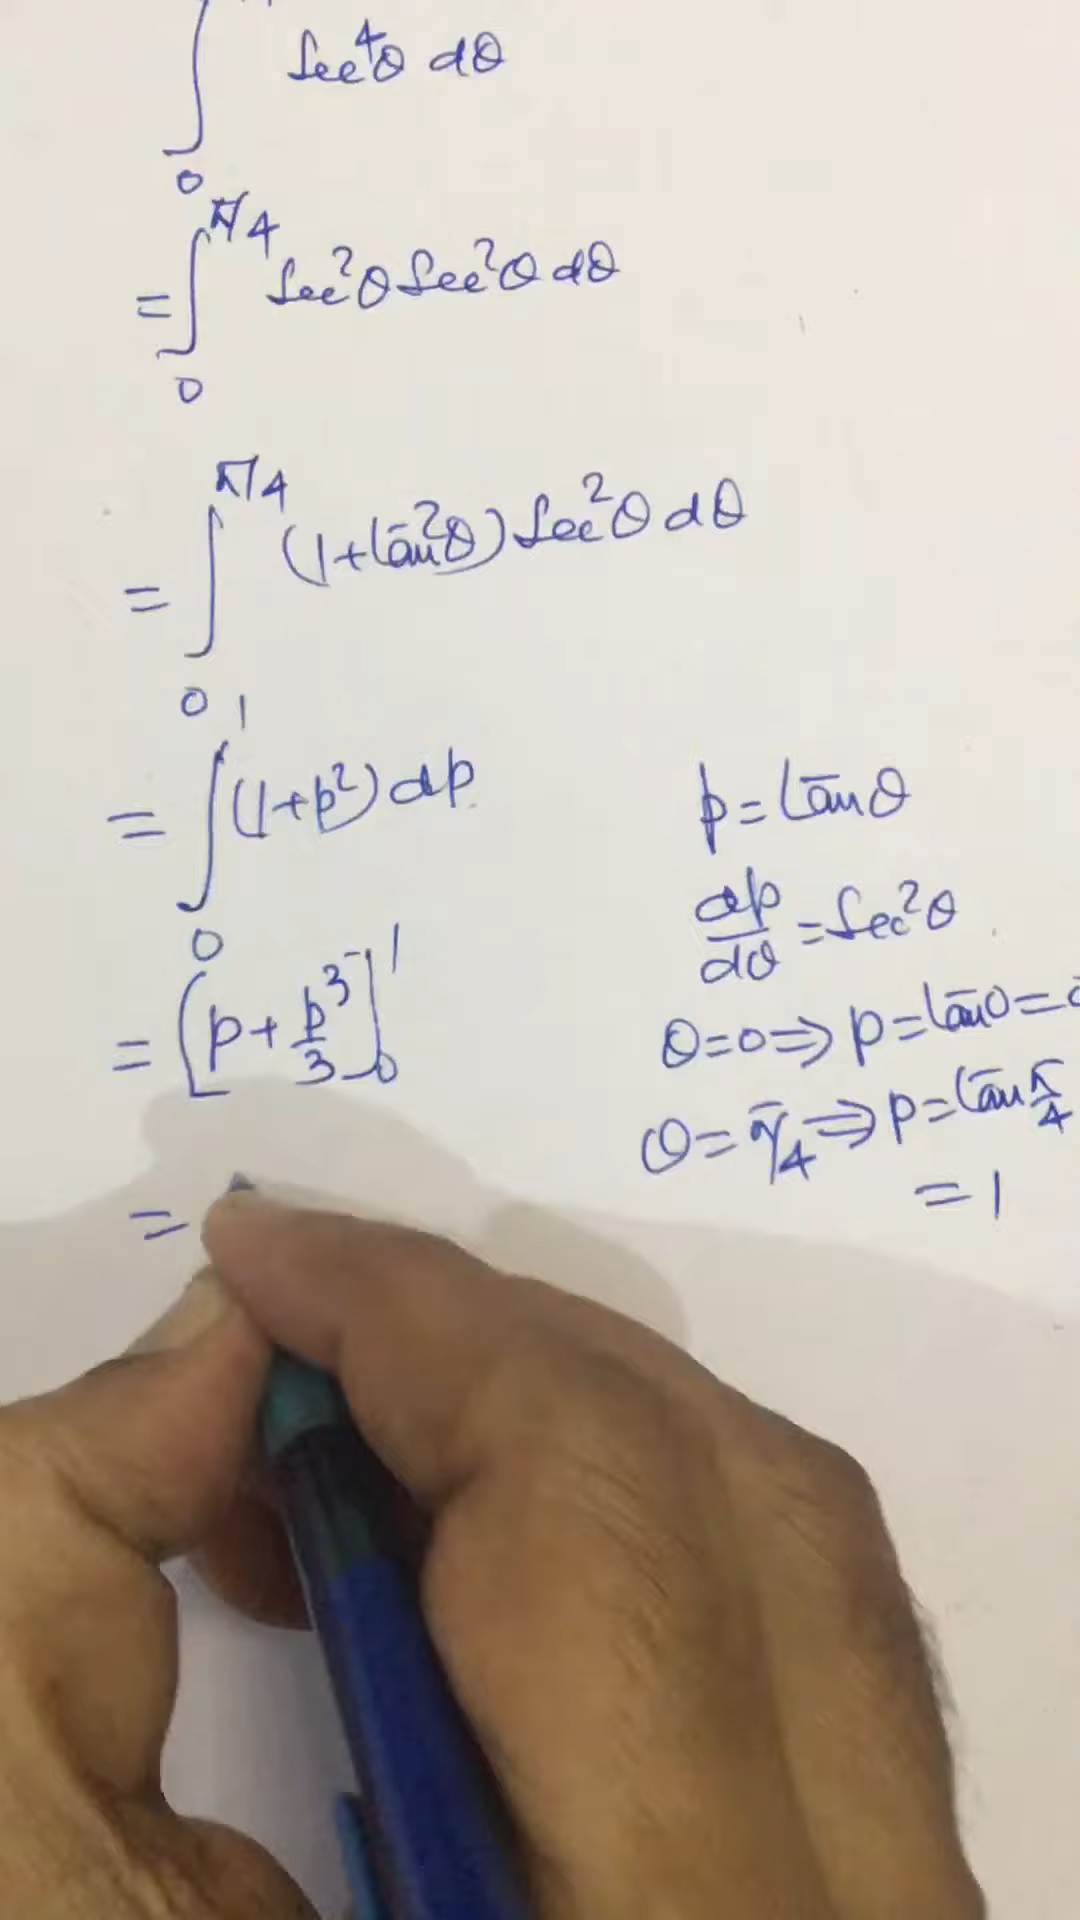 ∫₀ sec⁴θ dθ
= ∫₀^π/4 sec²θ sec²θ dθ
= ∫₀^π/4 (1+tan²θ) sec²θ dθ
= ∫₀¹ (1+p²) dp
= [p + p³/3]₀¹
=
p = tanθ
dp/dθ = sec²θ
θ=0 ⇒ p = tan0 =
θ = π/4 ⇒ p = tan π/4
= 1